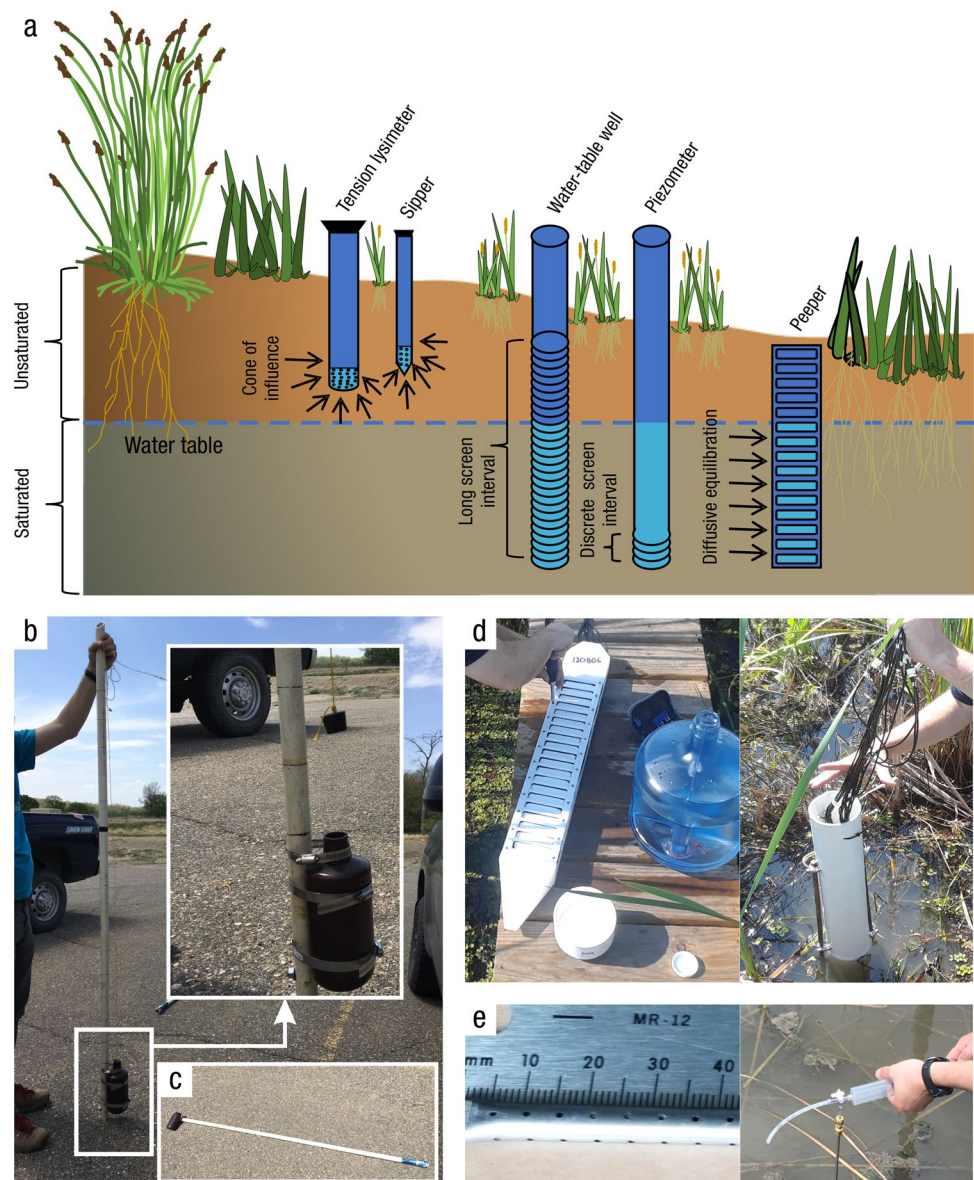 a
Tension lysimeter
Sipper
Water-table well
Piezometer
Peeper
Unsaturated
Saturated
Cone of
influence
Water table
Long screen
interval
Discrete screen
interval
Diffusive equilibration
b
c
d
120806
e
MR-12
mm 10 20 30 40